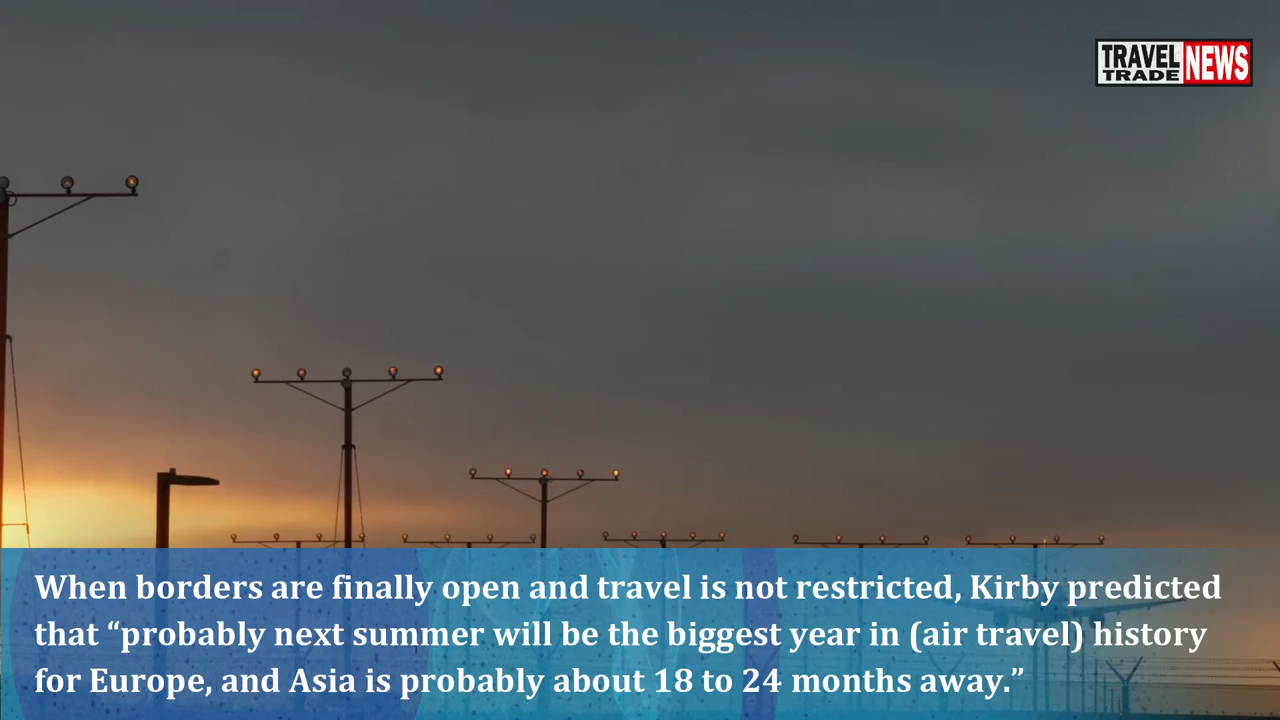 TRAVEL
TRADE
NEWS
When borders are finally open and travel is not restricted, Kirby predicted
that “probably next summer will be the biggest year in (air travel) history
for Europe, and Asia is probably about 18 to 24 months away.”